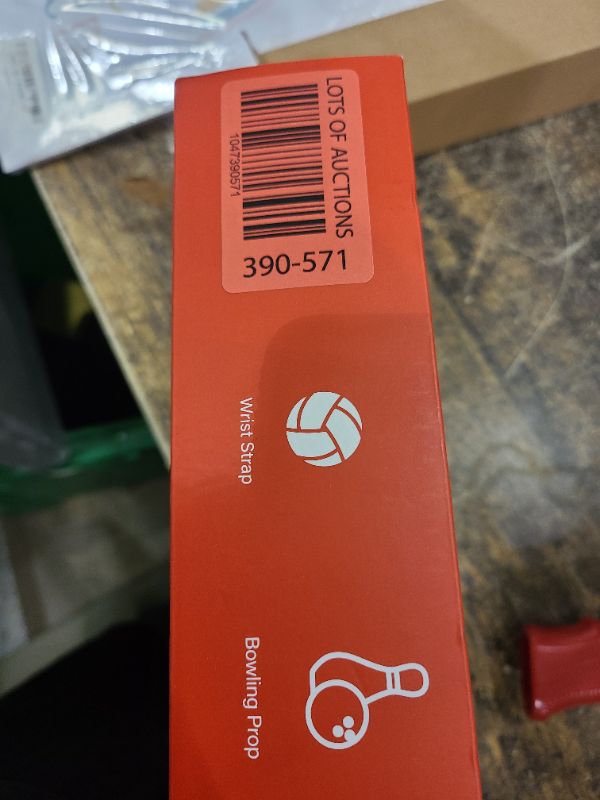 LOTS OF AUCTIONS
1047390571
390-571
Wrist Strap
Bowling Prop